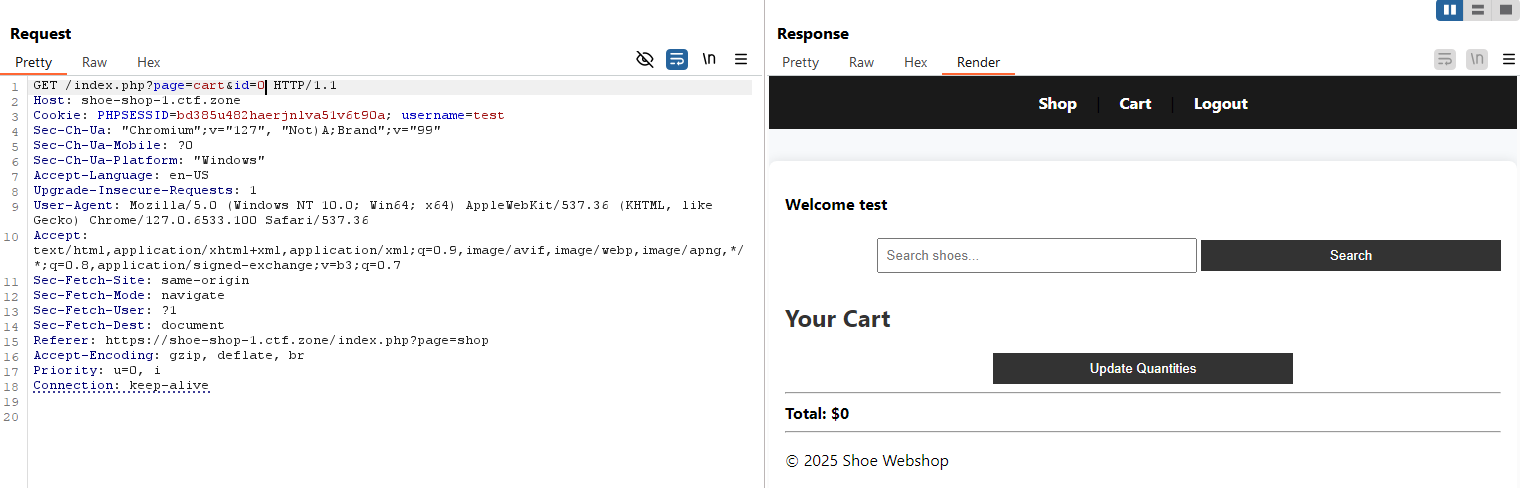 Request
Pretty Raw Hex \n
1 GET /index.php?page=cart&id=0 HTTP/1.1
2 Host: shoe-shop-1.ctf.zone
3 Cookie: PHPSESSID=bd385u482haerjnlva51v6t90a; username=test
4 Sec-Ch-Ua: "Chromium";v="127", "Not)A;Brand";v="99"
5 Sec-Ch-Ua-Mobile: ?0
6 Sec-Ch-Ua-Platform: "Windows"
7 Accept-Language: en-US
8 Upgrade-Insecure-Requests: 1
9 User-Agent: Mozilla/5.0 (Windows NT 10.0; Win64; x64) AppleWebKit/537.36 (KHTML, like
Gecko) Chrome/127.0.6533.100 Safari/537.36
10 Accept:
text/html,application/xhtml+xml,application/xml;q=0.9,image/avif,image/webp,image/apng,*/
*;q=0.8,application/signed-exchange;v=b3;q=0.7
11 Sec-Fetch-Site: same-origin
12 Sec-Fetch-Mode: navigate
13 Sec-Fetch-User: ?1
14 Sec-Fetch-Dest: document
15 Referer: https://shoe-shop-1.ctf.zone/index.php?page=shop
16 Accept-Encoding: gzip, deflate, br
17 Priority: u=0, i
18 Connection: keep-alive
19
20
Response
Pretty Raw Hex Render \n
Shop | Cart | Logout
Welcome test
Search shoes... Search
Your Cart
Update Quantities
Total: $0
© 2025 Shoe Webshop